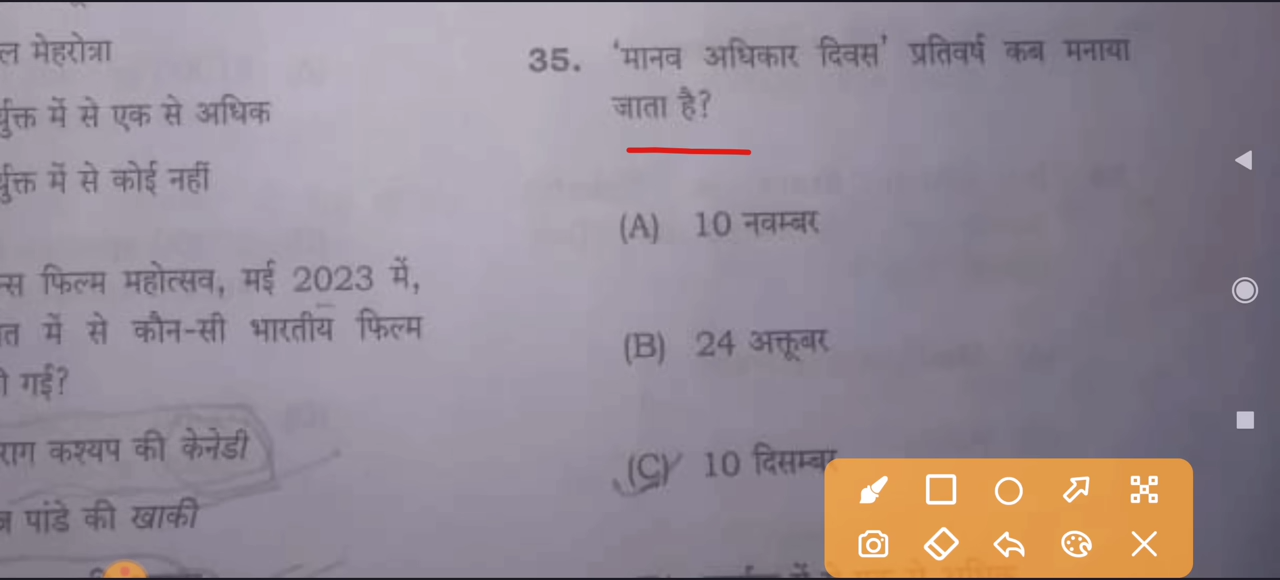 मेहरोत्रा
में से एक से अधिक
में से कोई नहीं
फिल्म महोत्सव, मई 2023 में,
में से कौन-सी भारतीय फिल्म
गई?
कश्यप की केनेडी
पांडे की खाकी
35. 'मानव अधिकार दिवस' प्रतिवर्ष कब मनाया
जाता है?
(A) 10 नवम्बर
(B) 24 अक्तूबर
(C) 10 दिसम्बर